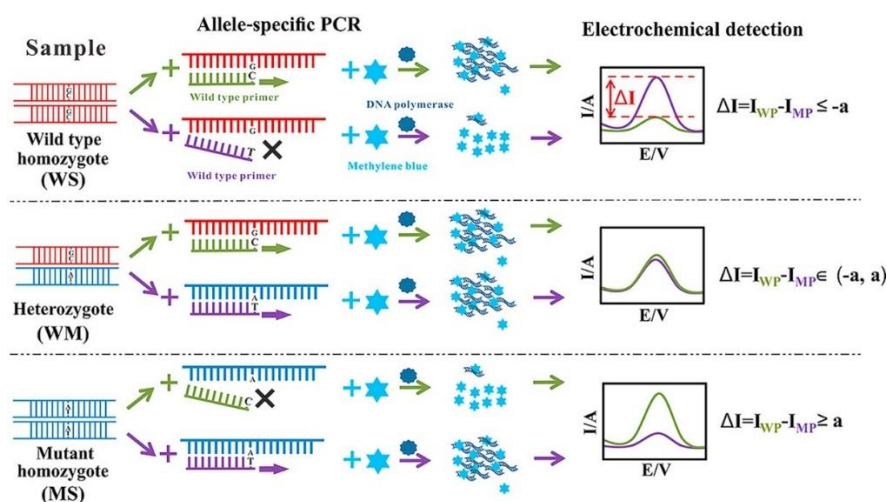 Allele-specific PCR
Sample
Electrochemical detection
G
C
Wild type primer
DNA polymerase
G
T
Wild type primer
Methylene blue
G
C
G
C
Wild type
homozygote
(WS)
ΔI
I/A
E/V
ΔI=I_WP-I_MP ≤ -a
G
C
A
T
G
C
A
T
Heterozygote
(WM)
I/A
E/V
ΔI=I_WP-I_MP ∈ (-a, a)
A
C
A
T
Mutant
homozygote
(MS)
I/A
E/V
ΔI=I_WP-I_MP ≥ a